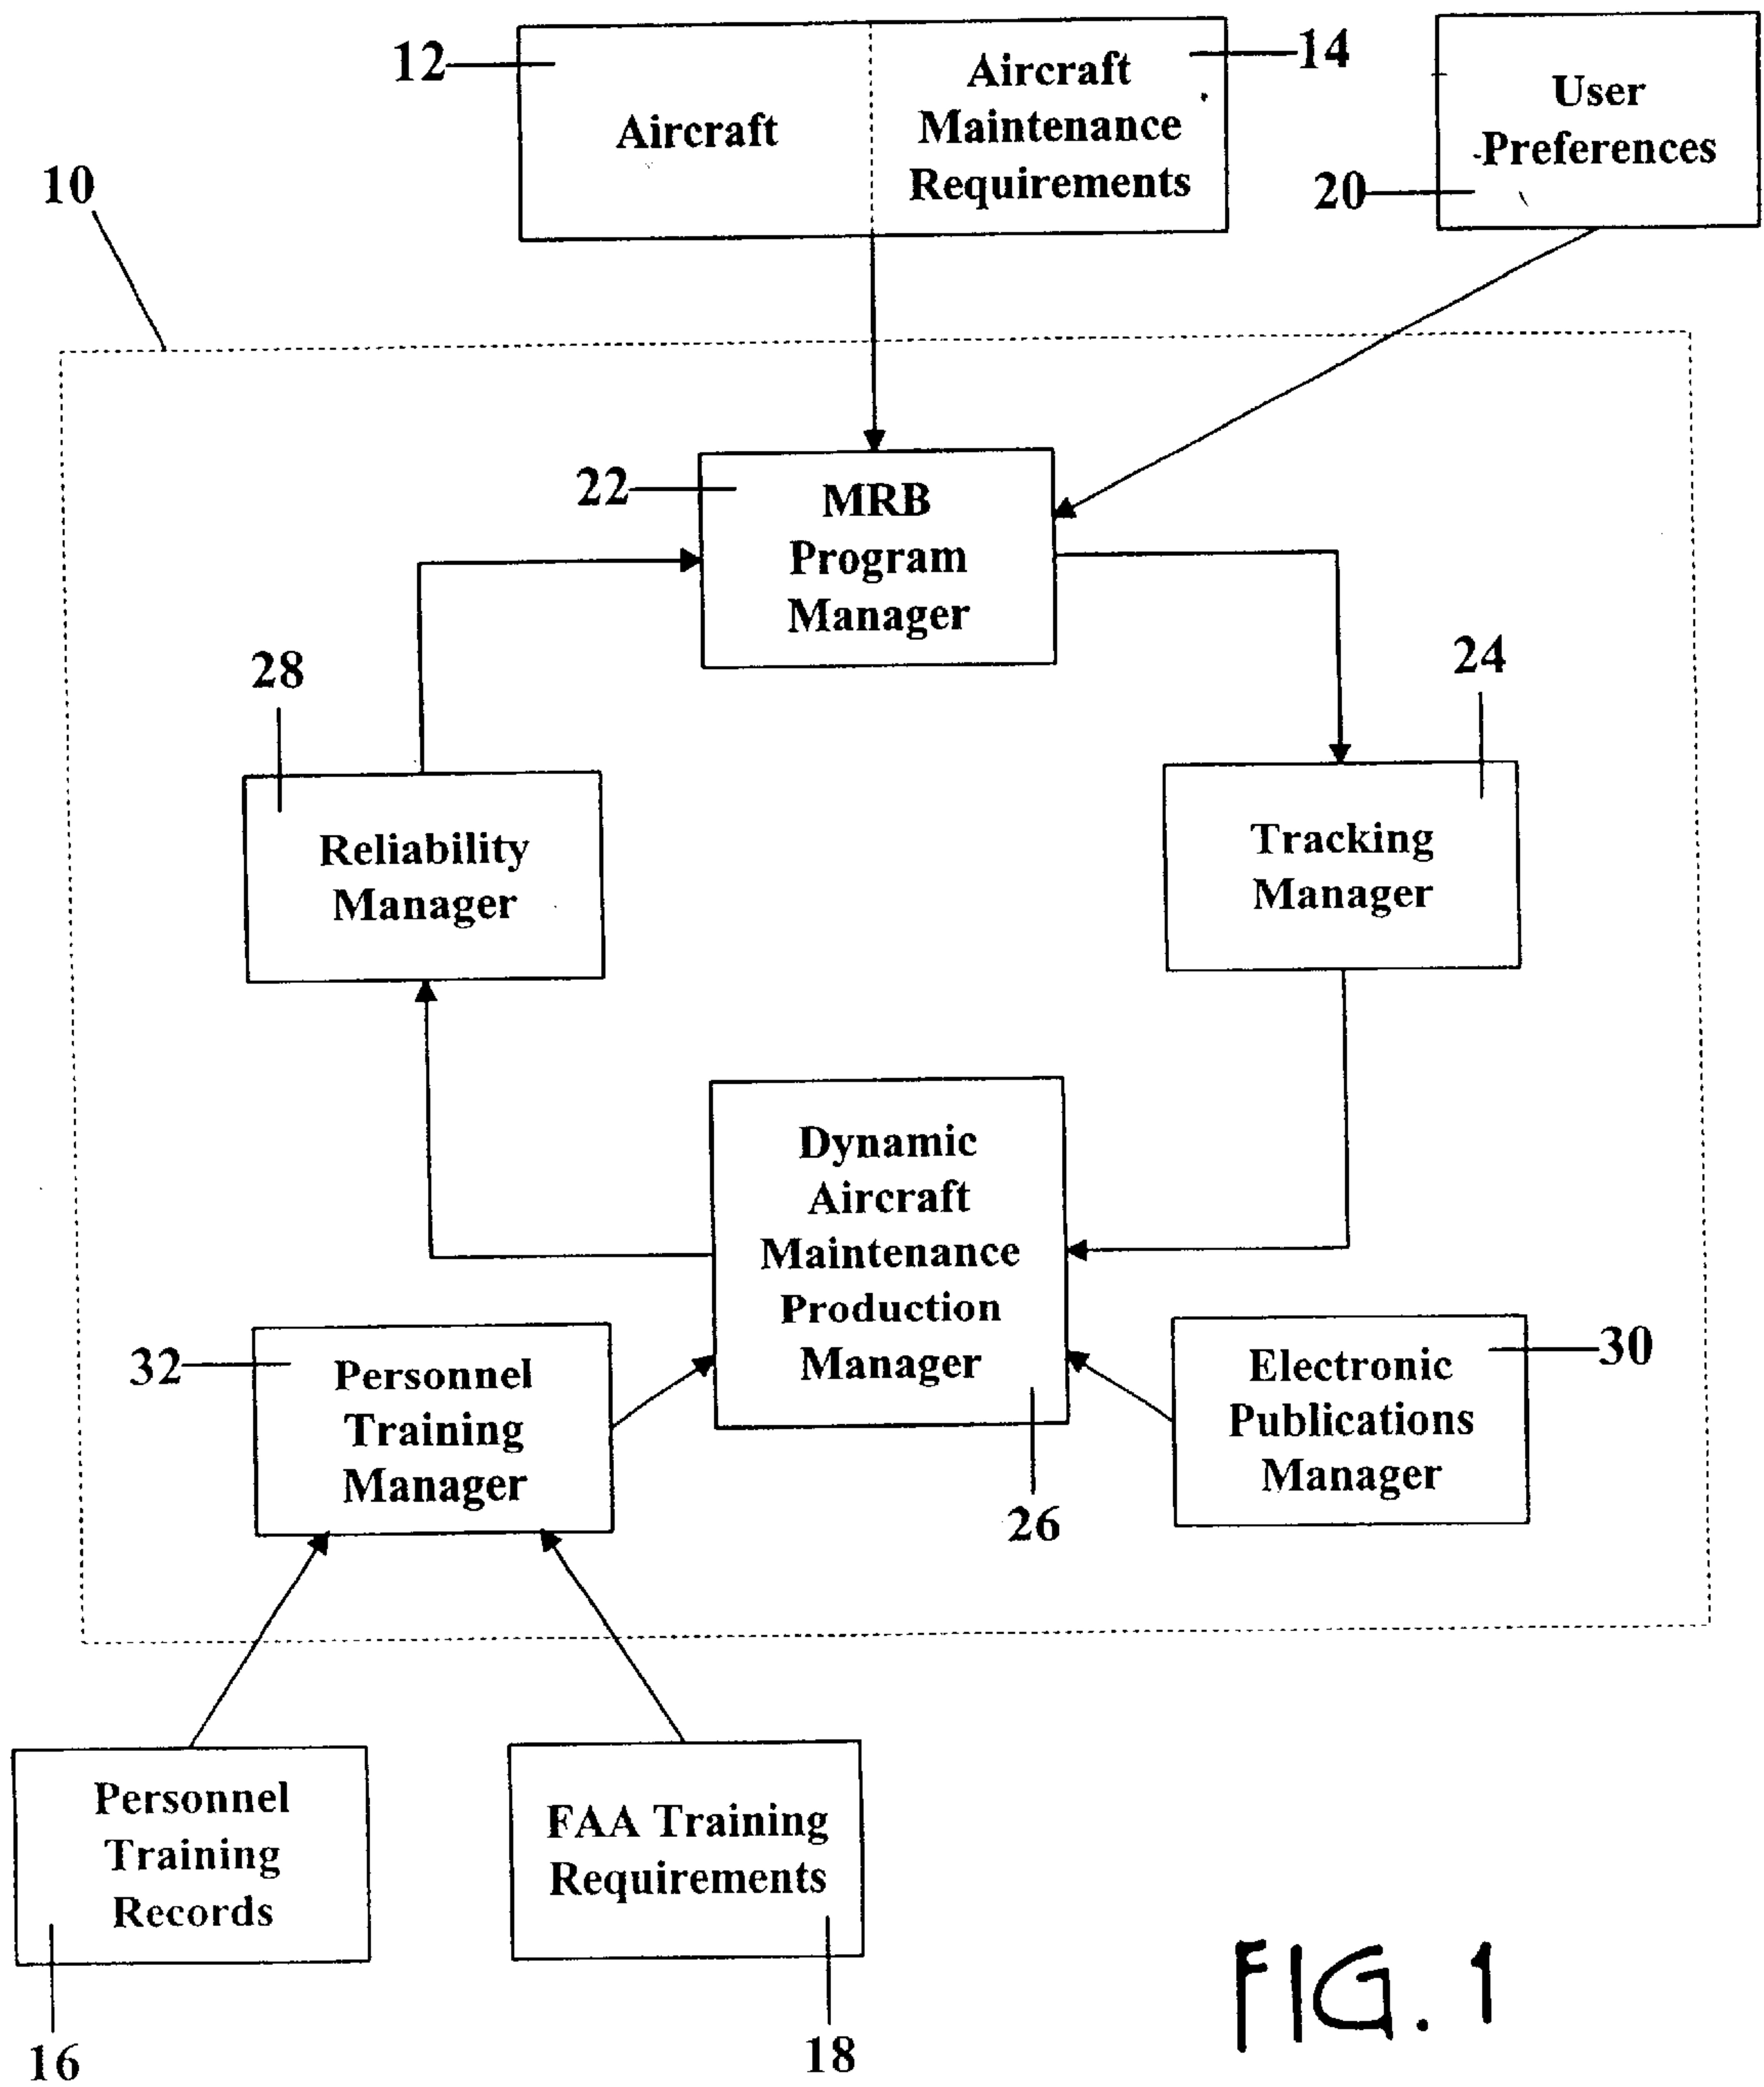 12
Aircraft
Aircraft
Maintenance
Requirements
14
User
Preferences
20
10
22
MRB
Program
Manager
28
24
Reliability
Manager
Tracking
Manager
Dynamic
Aircraft
Maintenance
Production
Manager
32
Personnel
Training
Manager
Electronic
Publications
Manager
30
26
Personnel
Training
Records
FAA Training
Requirements
16
18
FIG. 1